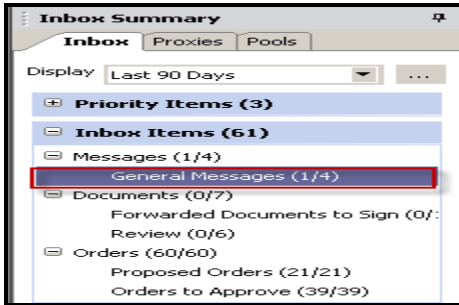 Inbox Summary
Inbox Proxies Pools
Display Last 90 Days ...
Priority Items (3)
Inbox Items (61)
Messages (1/4)
General Messages (1/4)
Documents (0/7)
Forwarded Documents to Sign (0/
Review (0/6)
Orders (60/60)
Proposed Orders (21/21)
Orders to Approve (39/39)